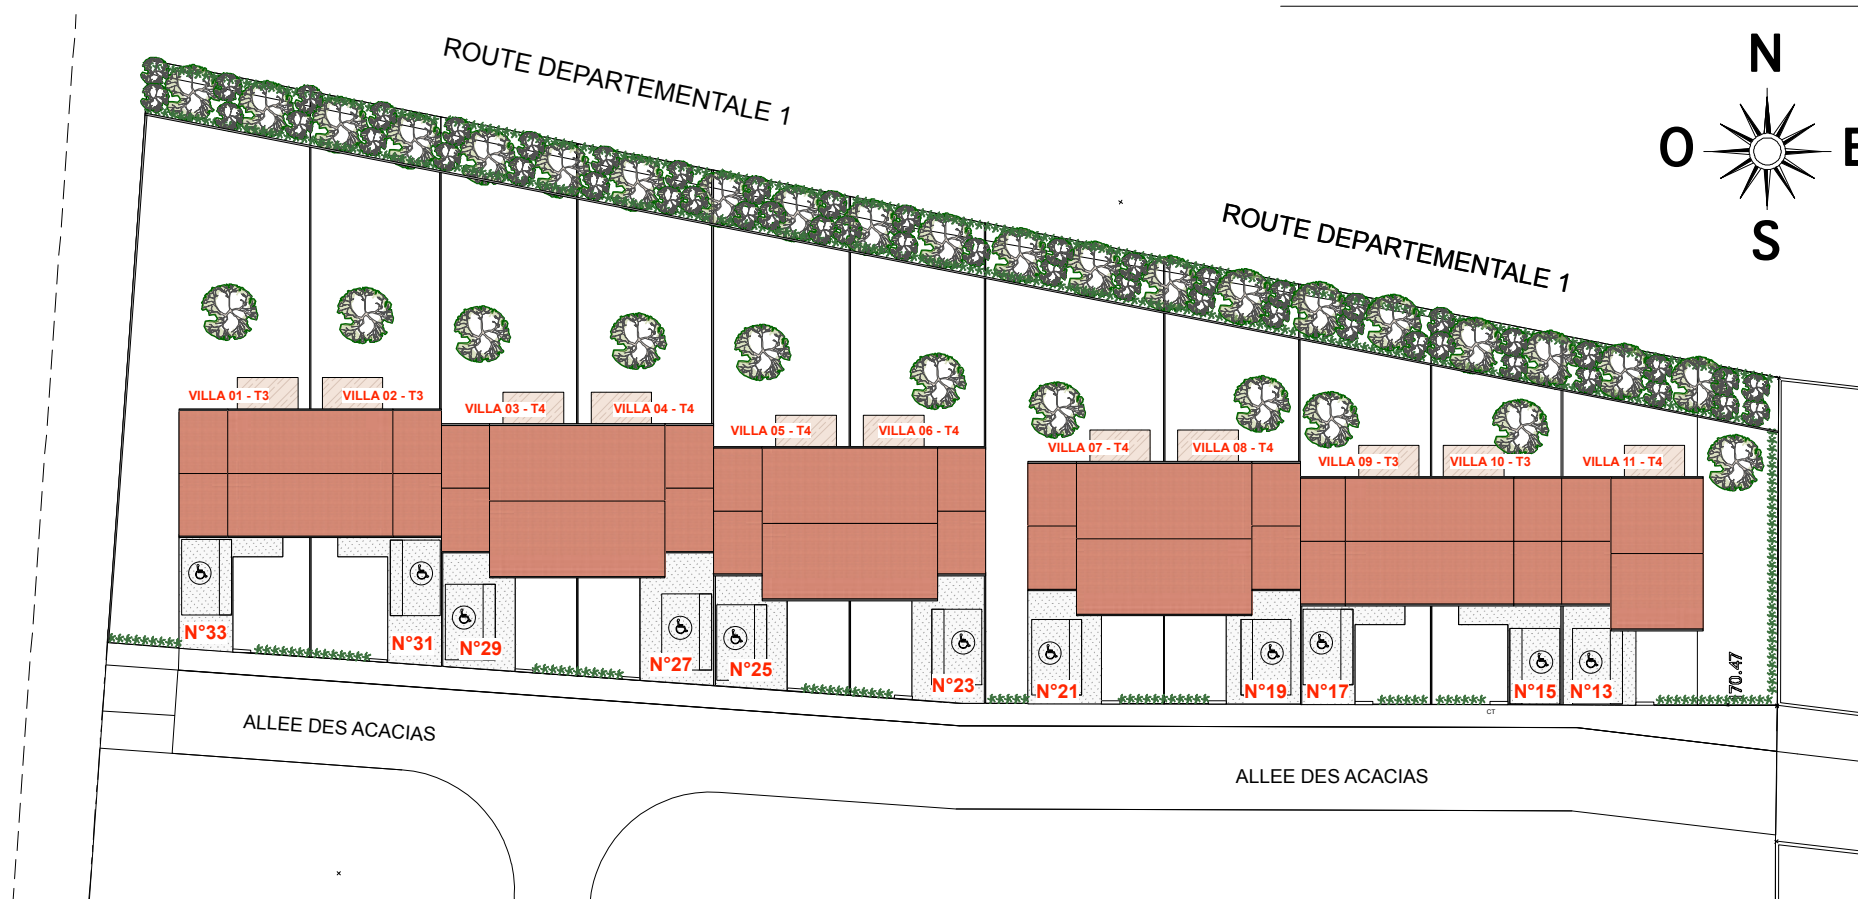 ROUTE DEPARTEMENTALE 1
N
O
E
S
ROUTE DEPARTEMENTALE 1
VILLA 01 - T3
VILLA 02 - T3
VILLA 03 - T4
VILLA 04 - T4
VILLA 05 - T4
VILLA 06 - T4
VILLA 07 - T4
VILLA 08 - T4
VILLA 09 - T3
VILLA 10 - T3
VILLA 11 - T4
N°33
N°31
N°29
N°27
N°25
N°23
N°21
N°19
N°17
N°15
N°13
170.47
CT
ALLEE DES ACACIAS
ALLEE DES ACACIAS